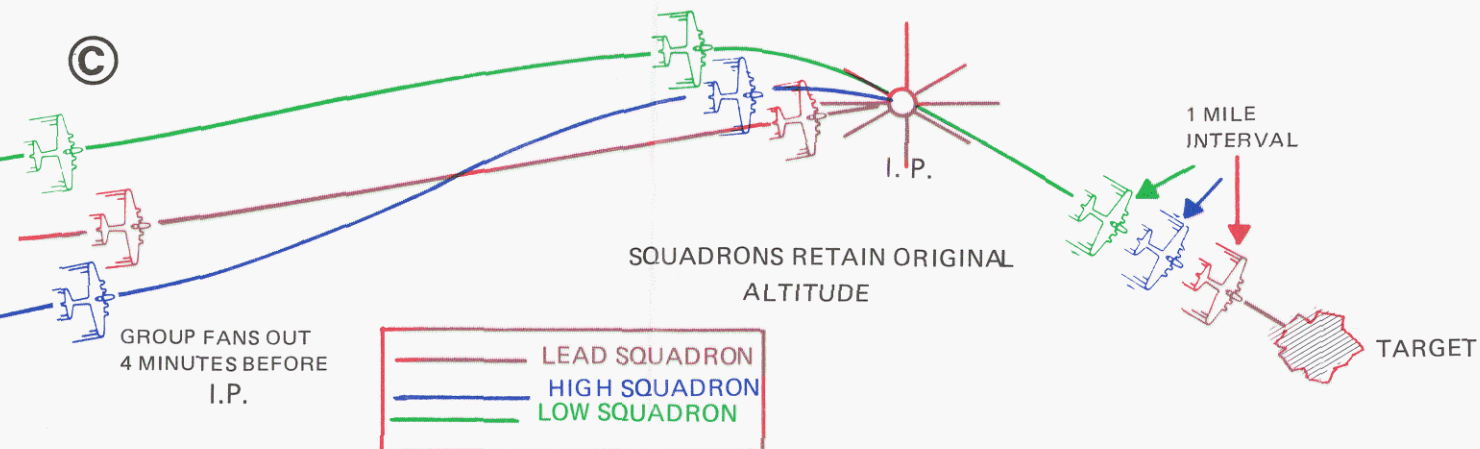 ©
1 MILE
INTERVAL
I. P.
SQUADRONS RETAIN ORIGINAL
ALTITUDE
GROUP FANS OUT
4 MINUTES BEFORE
I.P.
LEAD SQUADRON
HIGH SQUADRON
LOW SQUADRON
TARGET